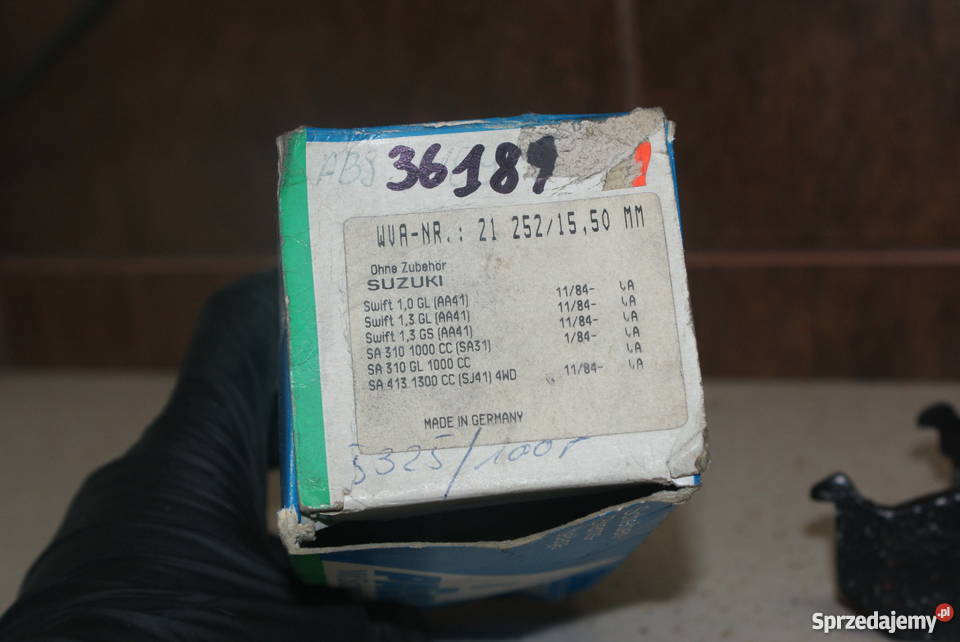 36189
WVA-NR.: 21 252/15,50 MM
Ohne Zubehör
SUZUKI
Swift 1,0 GL (AA41) 11/84- VA
Swift 1,3 GL (AA41) 11/84- VA
Swift 1,3 GS (AA41) 11/84- VA
SA 310 1000 CC (SA31) 1/84- VA
SA 310 GL 1000 CC VA
SA 413 1300 CC (SJ41) 4WD 11/84- VA
MADE IN GERMANY
Sprzedajemy.pl